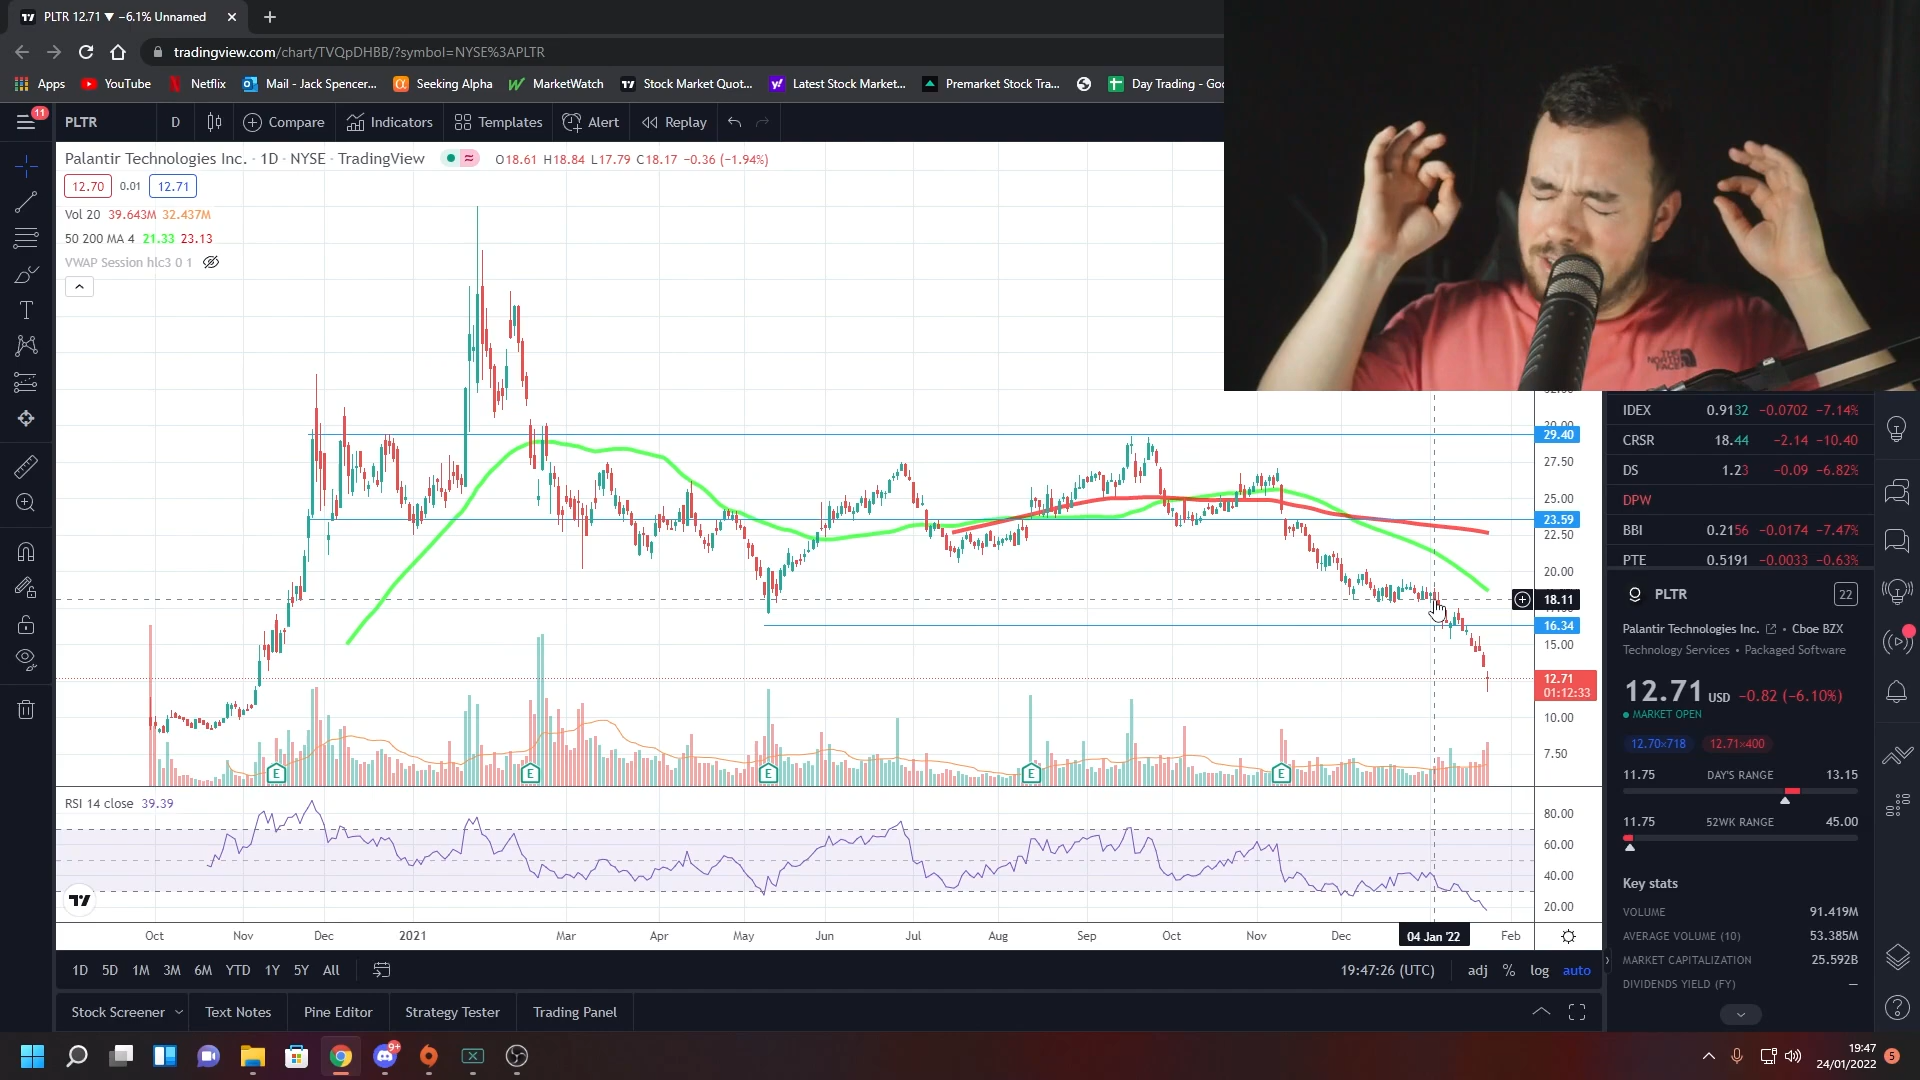 PLTR 12.71 ▼ −6.1% Unnamed
tradingview.com/chart/TVQpDHBB/?symbol=NYSE%3APLTR
Apps YouTube Netflix Mail - Jack Spencer... Seeking Alpha MarketWatch Stock Market Quot... Latest Stock Market... Premarket Stock Tra... Day Trading - Goo
11
PLTR D Compare Indicators Templates Alert Replay
Palantir Technologies Inc. · 1D · NYSE · TradingView O18.61 H18.84 L17.79 C18.17 −0.36 (−1.94%)
12.70 0.01 12.71
Vol 20 39.643M 32.437M
50 200 MA 4 21.33 23.13
VWAP Session hlc3 0 1
THE NORTH FACE
29.40
27.50
25.00
23.59
22.50
20.00
18.11
16.34
15.00
12.71
01:12:33
10.00
7.50
E E E E E
RSI 14 close 39.39
80.00
60.00
40.00
20.00
Oct Nov Dec 2021 Mar Apr May Jun Jul Aug Sep Oct Nov Dec 04 Jan '22 Feb
1D 5D 1M 3M 6M YTD 1Y 5Y All 19:47:26 (UTC) adj % log auto
Stock Screener Text Notes Pine Editor Strategy Tester Trading Panel
IDEX 0.9132 −0.0702 −7.14%
CRSR 18.44 −2.14 −10.40
DS 1.23 −0.09 −6.82%
DPW
BBI 0.2156 −0.0174 −7.47%
PTE 0.5191 −0.0033 −0.63%
PLTR 22
Palantir Technologies Inc. • Cboe BZX
Technology Services • Packaged Software
12.71 USD −0.82 (−6.10%)
MARKET OPEN
12.70×718 12.71×400
11.75 DAY'S RANGE 13.15
11.75 52WK RANGE 45.00
Key stats
VOLUME 91.419M
AVERAGE VOLUME (10) 53.385M
MARKET CAPITALIZATION 25.592B
DIVIDENDS YIELD (FY) —
9+
19:47
24/01/2022
5